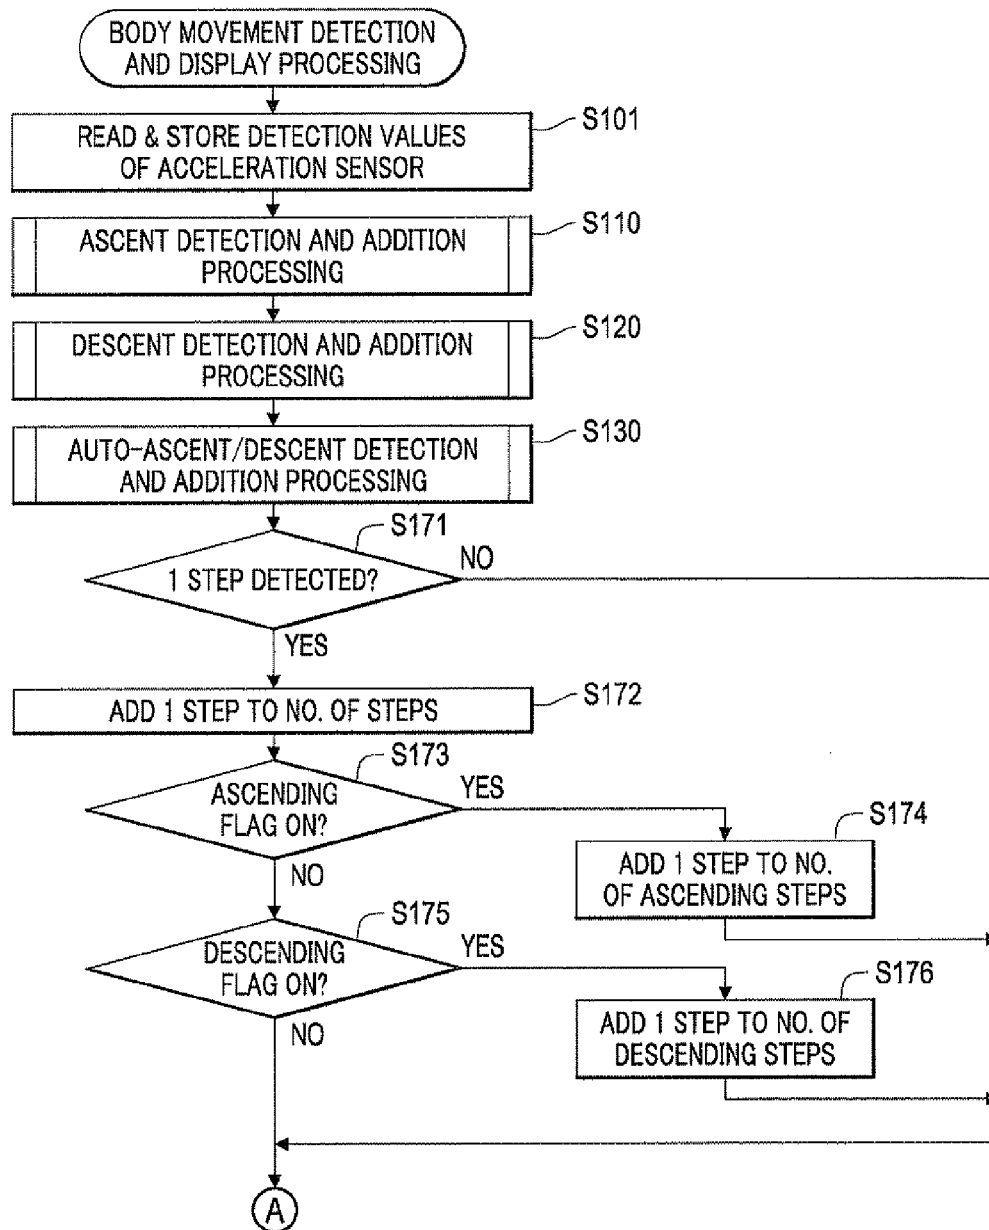 BODY MOVEMENT DETECTION
AND DISPLAY PROCESSING
S101
READ & STORE DETECTION VALUES
OF ACCELERATION SENSOR
S110
ASCENT DETECTION AND ADDITION
PROCESSING
S120
DESCENT DETECTION AND ADDITION
PROCESSING
S130
AUTO-ASCENT/DESCENT DETECTION
AND ADDITION PROCESSING
S171
1 STEP DETECTED?
NO
YES
S172
ADD 1 STEP TO NO. OF STEPS
S173
ASCENDING
FLAG ON?
YES
NO
S174
ADD 1 STEP TO NO.
OF ASCENDING STEPS
S175
DESCENDING
FLAG ON?
YES
NO
S176
ADD 1 STEP TO NO. OF
DESCENDING STEPS
A